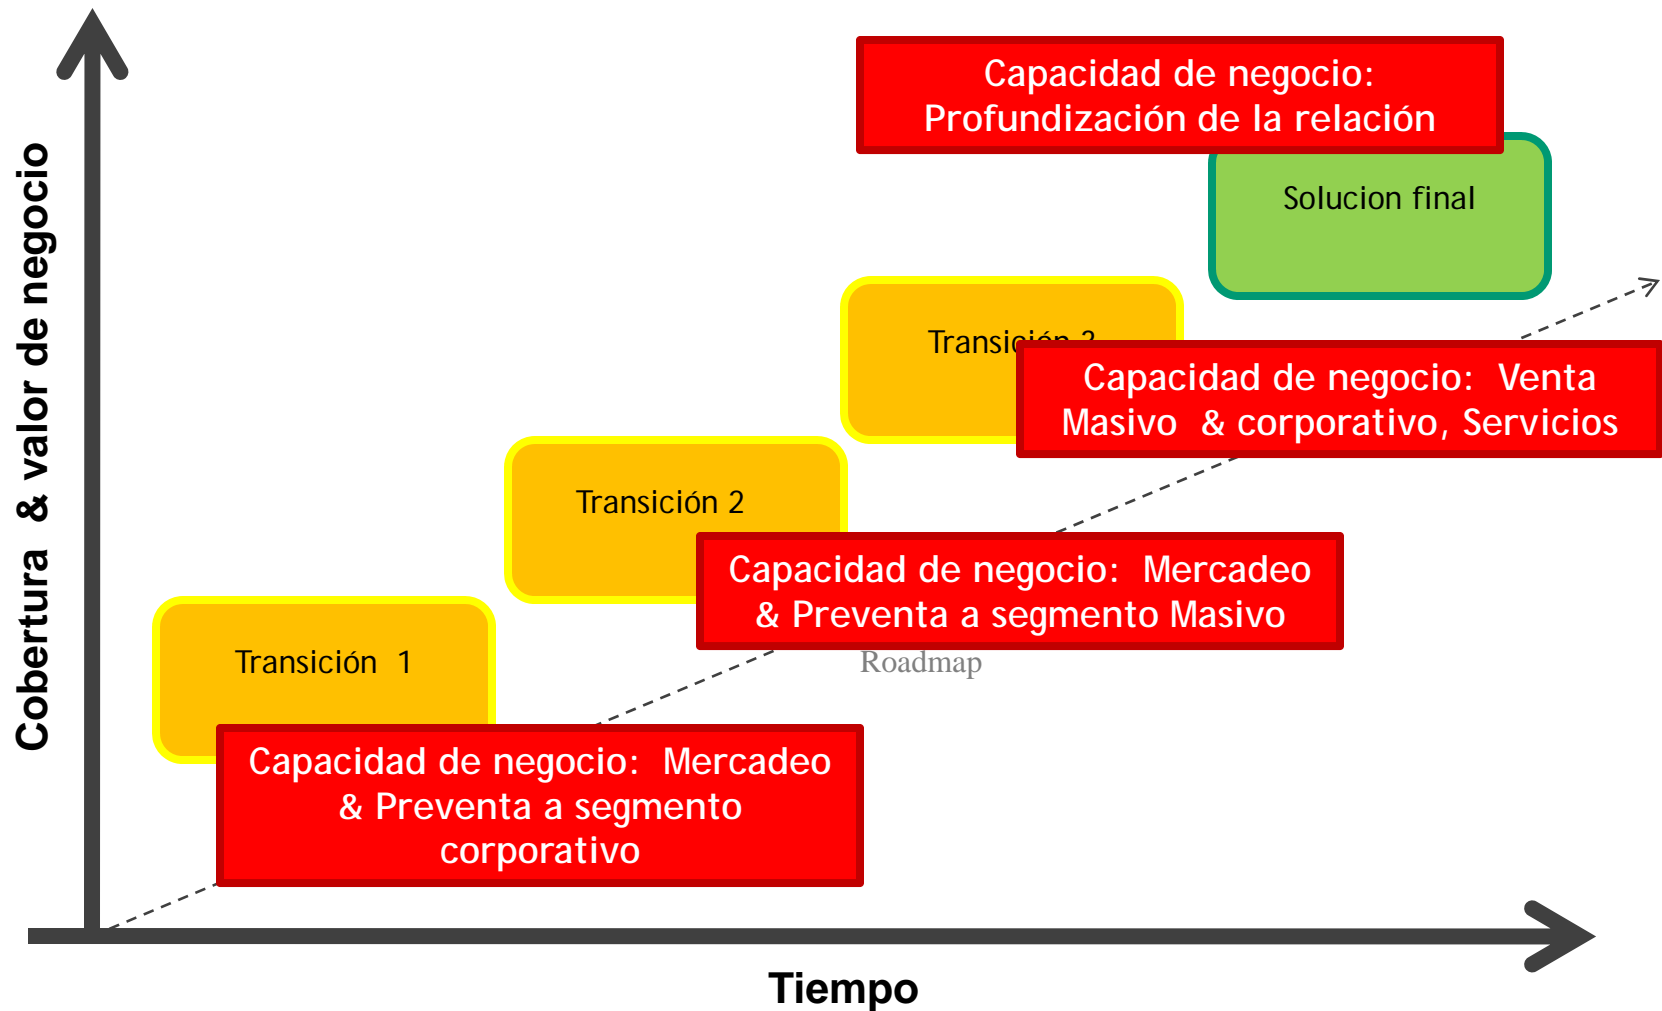 Capacidad de negocio:
Profundización de la relación
Solucion final
Cobertura & valor de negocio
Transición
Capacidad de negocio: Venta
Masivo & corporativo, Servicios
Transición 2
Capacidad de negocio: Mercadeo
& Preventa a segmento Masivo
Roadmap
Transición 1
Capacidad de negocio: Mercadeo
& Preventa a segmento
corporativo
Tiempo